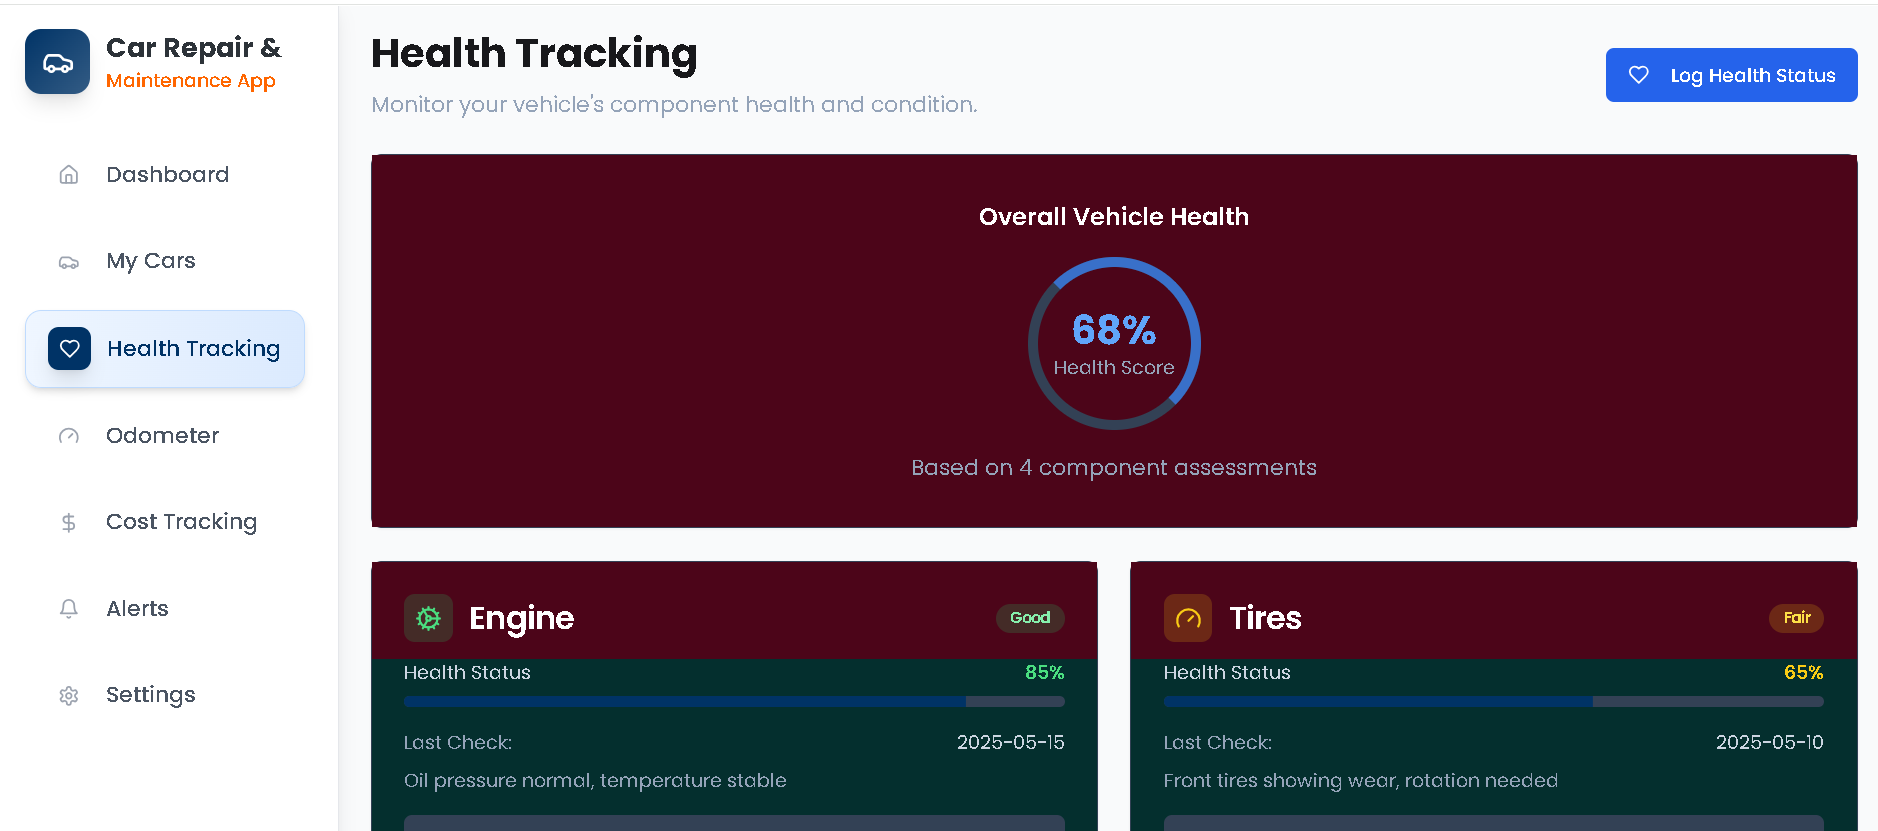 Car Repair &
Maintenance App
Dashboard
My Cars
Health Tracking
Odometer
Cost Tracking
Alerts
Settings
Health Tracking
Monitor your vehicle's component health and condition.
Log Health Status
Overall Vehicle Health
68%
Health Score
Based on 4 component assessments
Engine
Good
Health Status
85%
Last Check:
2025-05-15
Oil pressure normal, temperature stable
Tires
Fair
Health Status
65%
Last Check:
2025-05-10
Front tires showing wear, rotation needed